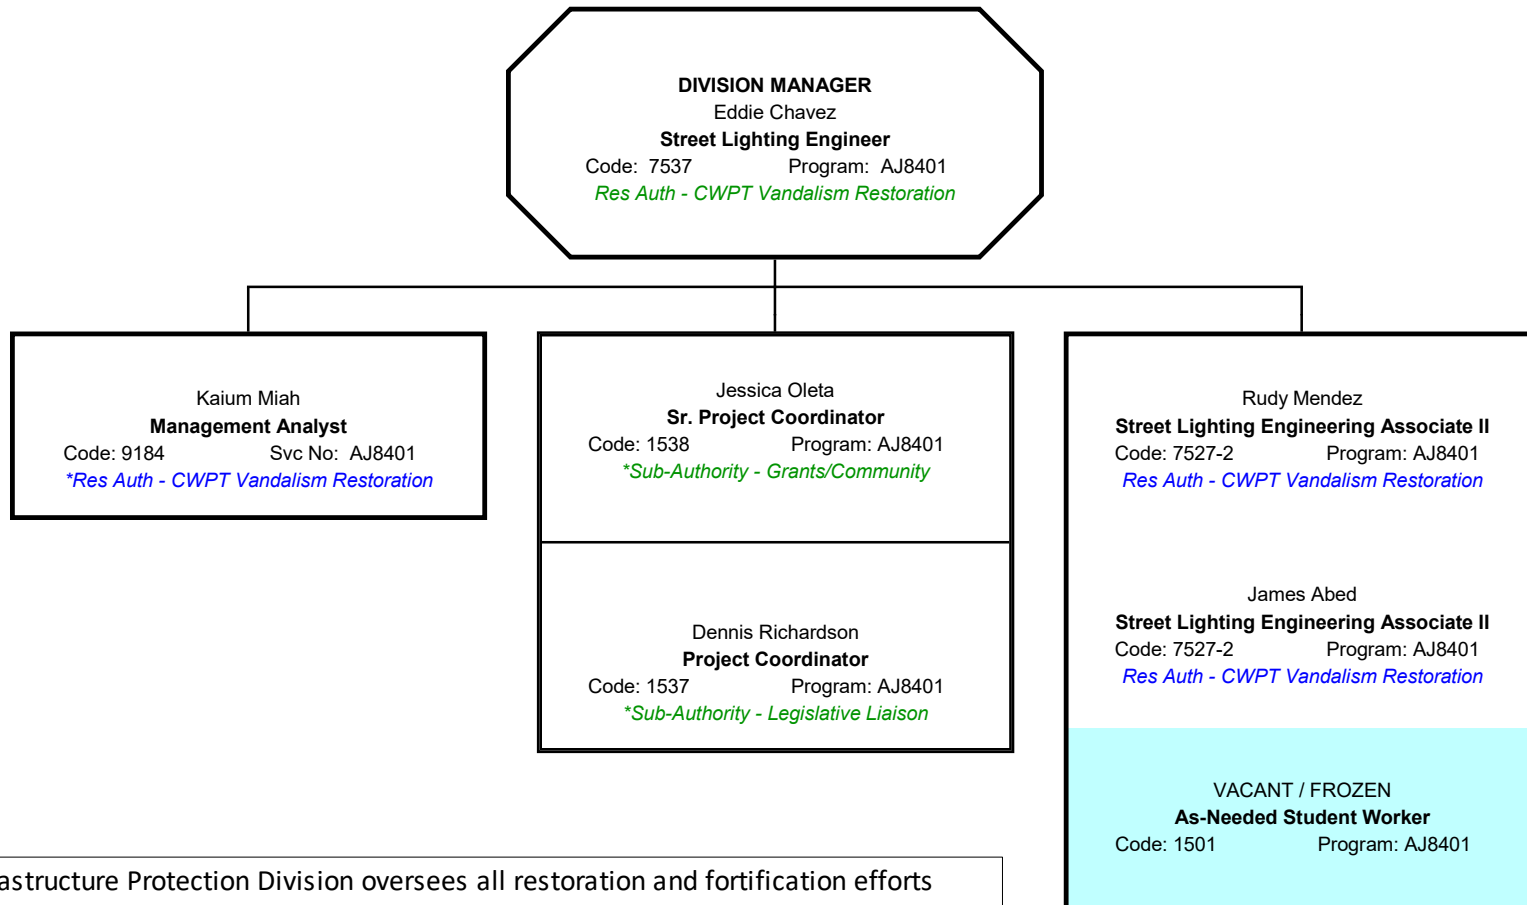 DIVISION MANAGER
Eddie Chavez
Street Lighting Engineer
Code: 7537 Program: AJ8401
Res Auth - CWPT Vandalism Restoration
Kaium Miah
Management Analyst
Code: 9184 Svc No: AJ8401
*Res Auth - CWPT Vandalism Restoration
Jessica Oleta
Sr. Project Coordinator
Code: 1538 Program: AJ8401
*Sub-Authority - Grants/Community
Dennis Richardson
Project Coordinator
Code: 1537 Program: AJ8401
*Sub-Authority - Legislative Liaison
Rudy Mendez
Street Lighting Engineering Associate II
Code: 7527-2 Program: AJ8401
Res Auth - CWPT Vandalism Restoration
James Abed
Street Lighting Engineering Associate II
Code: 7527-2 Program: AJ8401
Res Auth - CWPT Vandalism Restoration
VACANT / FROZEN
As-Needed Student Worker
Code: 1501 Program: AJ8401
astructure Protection Division oversees all restoration and fortification efforts